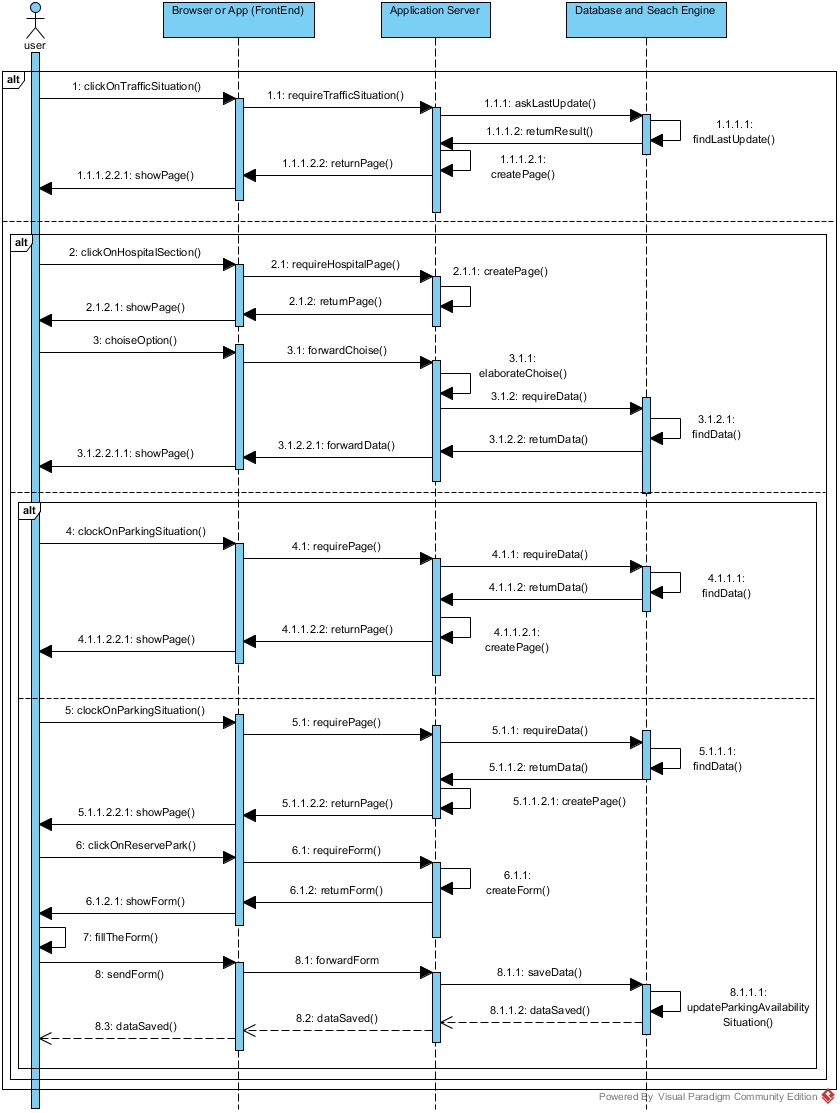 Browser or App (FrontEnd)
Application Server
Database and Seach Engine
user
alt
1: clickOnTrafficSituation()
1.1: requireTrafficSituation()
1.1.1: askLastUpdate()
1.1.1.1:
findLastUpdate()
1.1.1.2: returnResult()
1.1.1.2.1:
createPage()
1.1.1.2.2: returnPage()
1.1.1.2.2.1: showPage()
alt
2: clickOnHospitalSection()
2.1: requireHospitalPage()
2.1.1: createPage()
2.1.2: returnPage()
2.1.2.1: showPage()
3: choiseOption()
3.1: forwardChoise()
3.1.1:
elaborateChoise()
3.1.2: requireData()
3.1.2.1:
findData()
3.1.2.2: returnData()
3.1.2.2.1: forwardData()
3.1.2.2.1.1: showPage()
alt
4: clockOnParkingSituation()
4.1: requirePage()
4.1.1: requireData()
4.1.1.1:
findData()
4.1.1.2: returnData()
4.1.1.2.1:
createPage()
4.1.1.2.2: returnPage()
4.1.1.2.2.1: showPage()
5: clockOnParkingSituation()
5.1: requirePage()
5.1.1: requireData()
5.1.1.1:
findData()
5.1.1.2: returnData()
5.1.1.2.1: createPage()
5.1.1.2.2: returnPage()
5.1.1.2.2.1: showPage()
6: clickOnReservePark()
6.1: requireForm()
6.1.1:
createForm()
6.1.2: returnForm()
6.1.2.1: showForm()
7: fillTheForm()
8: sendForm()
8.1: forwardForm
8.1.1: saveData()
8.1.1.1:
updateParkingAvailability
Situation()
8.1.1.2: dataSaved()
8.2: dataSaved()
8.3: dataSaved()
Powered By Visual Paradigm Community Edition